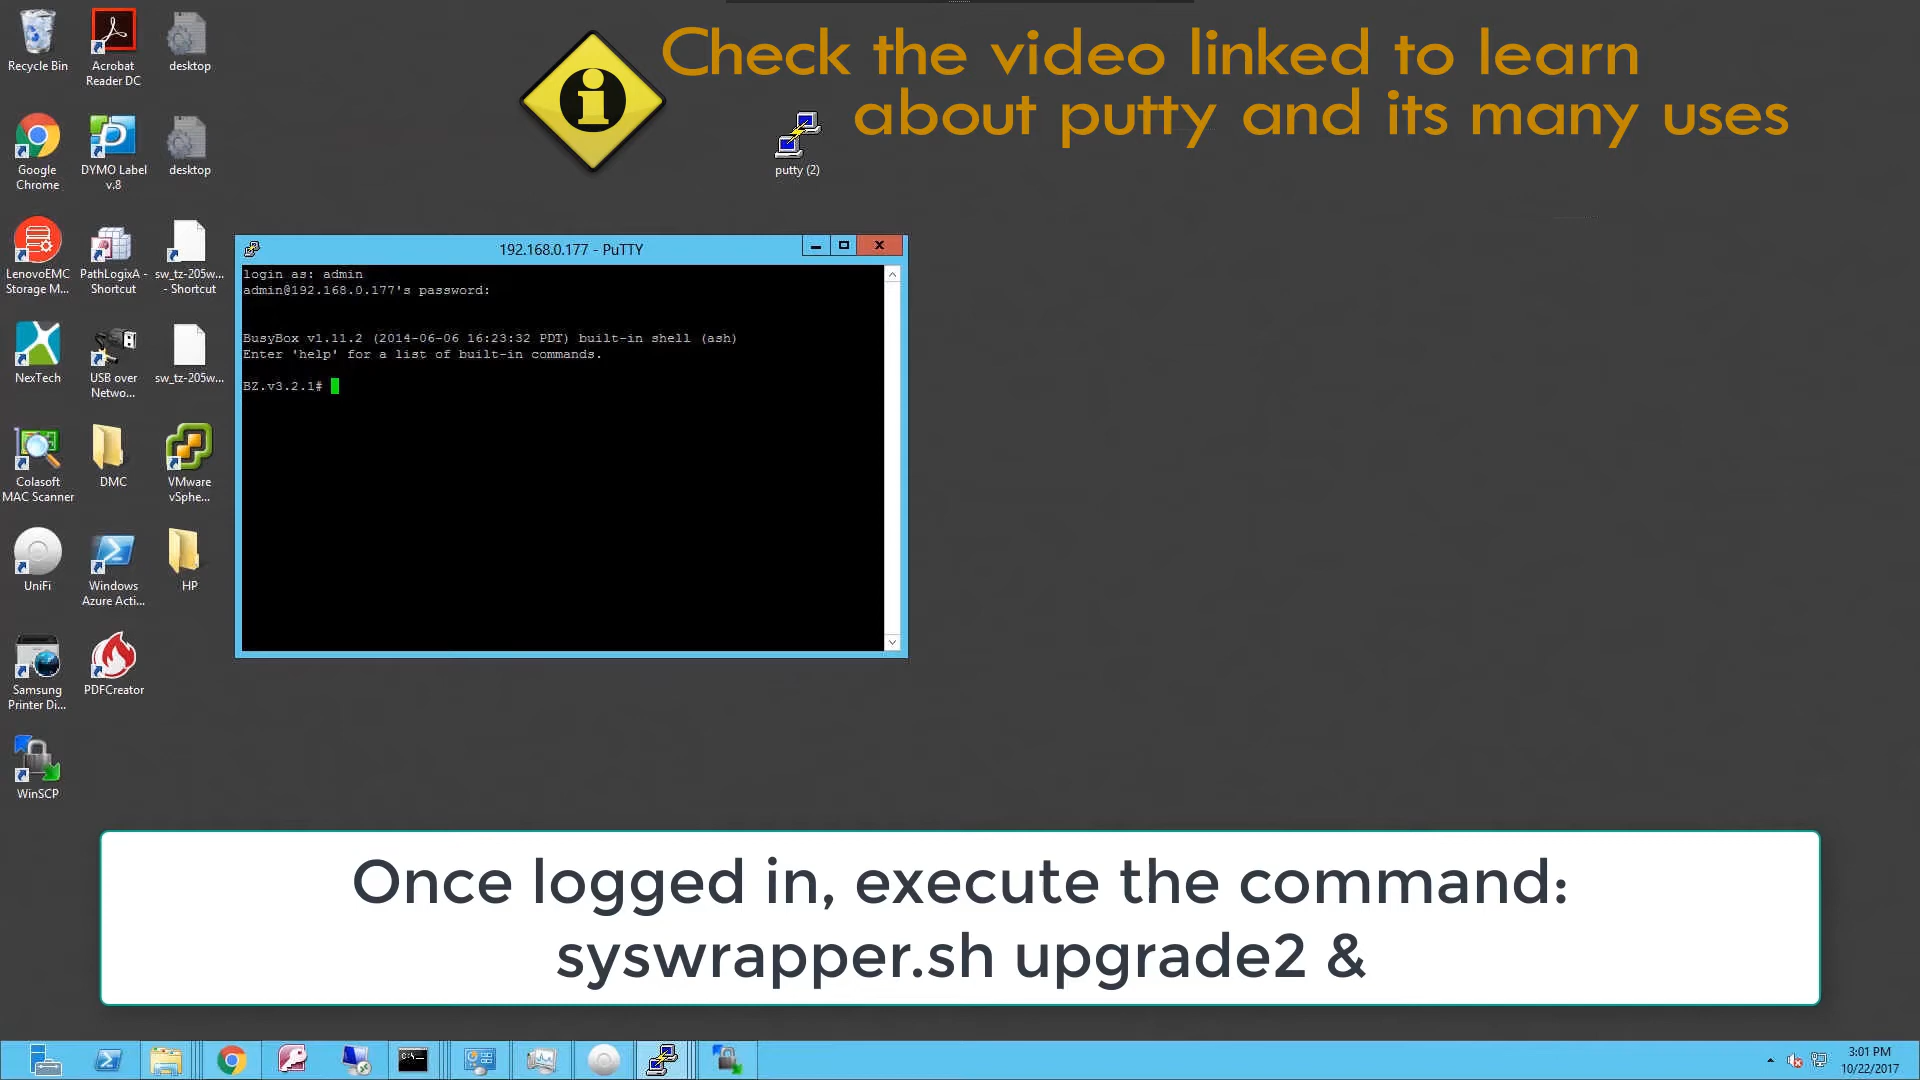 Check the video linked to learn
about putty and its many uses
Recycle Bin
Acrobat
Reader DC
desktop
Google
Chrome
DYMO Label
v.8
desktop
putty (2)
LenovoEMC
Storage M...
PathLogixA -
Shortcut
sw_tz-205w...
- Shortcut
NexTech
USB over
Netwo...
sw_tz-205w...
Colasoft
MAC Scanner
DMC
VMware
vSphe...
UniFi
Windows
Azure Acti...
HP
Samsung
Printer Di...
PDFCreator
WinSCP
192.168.0.177 - PuTTY
login as: admin
admin@192.168.0.177's password:
BusyBox v1.11.2 (2014-06-06 16:23:32 PDT) built-in shell (ash)
Enter 'help' for a list of built-in commands.
BZ.v3.2.1#
Once logged in, execute the command:
syswrapper.sh upgrade2 &
3:01 PM
10/22/2017